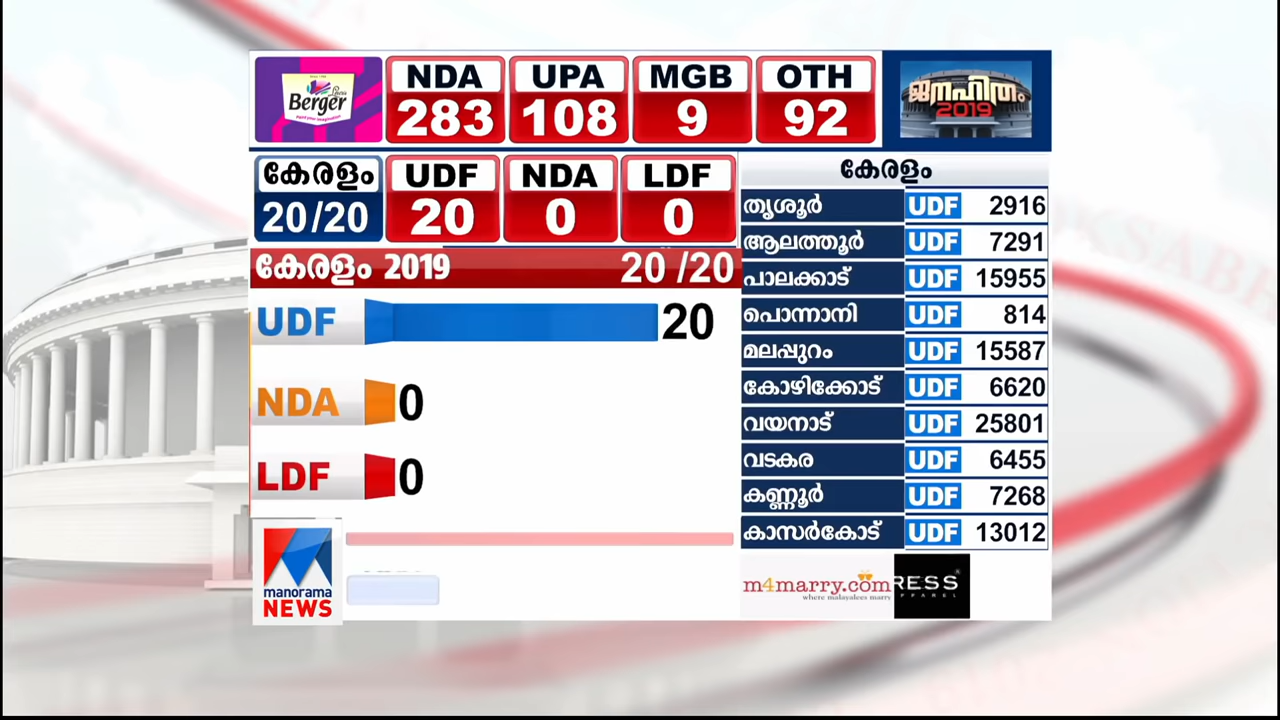 Berger
NDA UPA MGB OTH
283 108 9 92
ജനഹിതം
2019
കേരളം UDF NDA LDF
20/20 20 0 0
കേരളം 2019 20 /20
UDF 20
NDA 0
LDF 0
കേരളം
തൃശൂർ UDF 2916
ആലത്തൂർ UDF 7291
പാലക്കാട് UDF 15955
പൊന്നാനി UDF 814
മലപ്പുറം UDF 15587
കോഴിക്കോട് UDF 6620
വയനാട് UDF 25801
വടകര UDF 6455
കണ്ണൂർ UDF 7268
കാസർകോട് UDF 13012
manorama
NEWS
m4marry.com
where malayalees marry
RESS
PPAREL